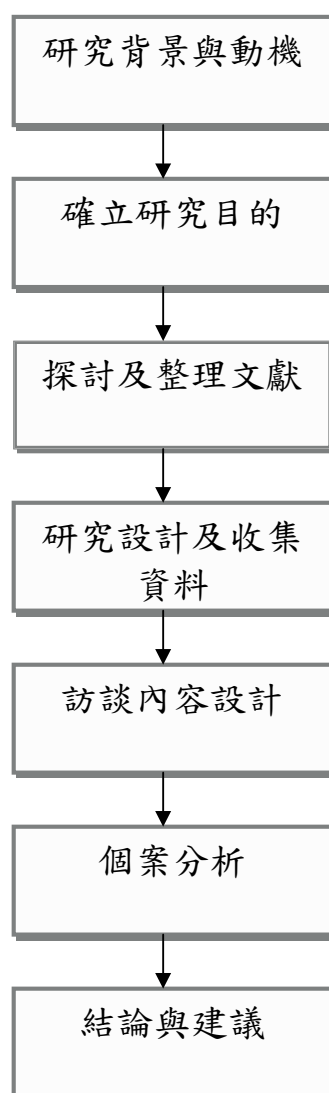 研究背景與動機
確立研究目的
探討及整理文獻
研究設計及收集
資料
訪談內容設計
個案分析
結論與建議